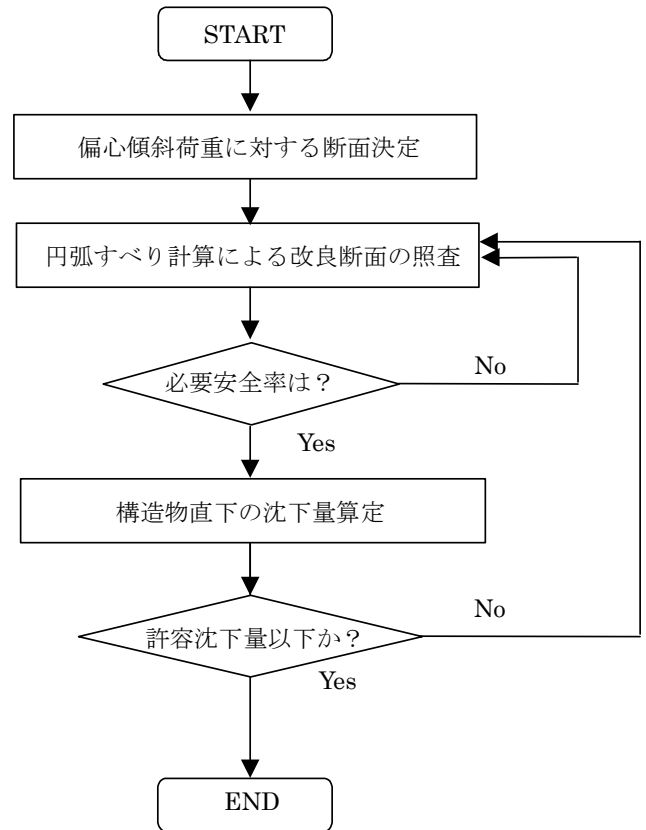 START
偏心傾斜荷重に対する断面決定
円弧すべり計算による改良断面の照査
必要安全率は？
No
Yes
構造物直下の沈下量算定
No
許容沈下量以下か？
Yes
END